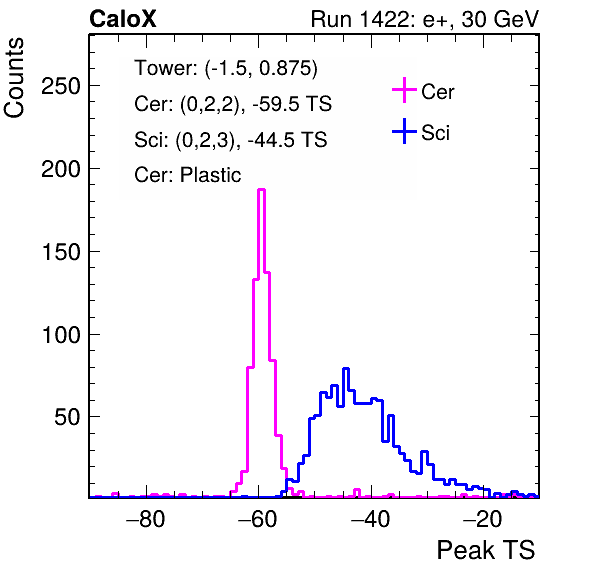 CaloX Run 1422: e+, 30 GeV
Counts
Tower: (-1.5, 0.875)
Cer: (0,2,2), -59.5 TS
Sci: (0,2,3), -44.5 TS
Cer: Plastic
Cer
Sci
250
200
150
100
50
−80 −60 −40 −20
Peak TS